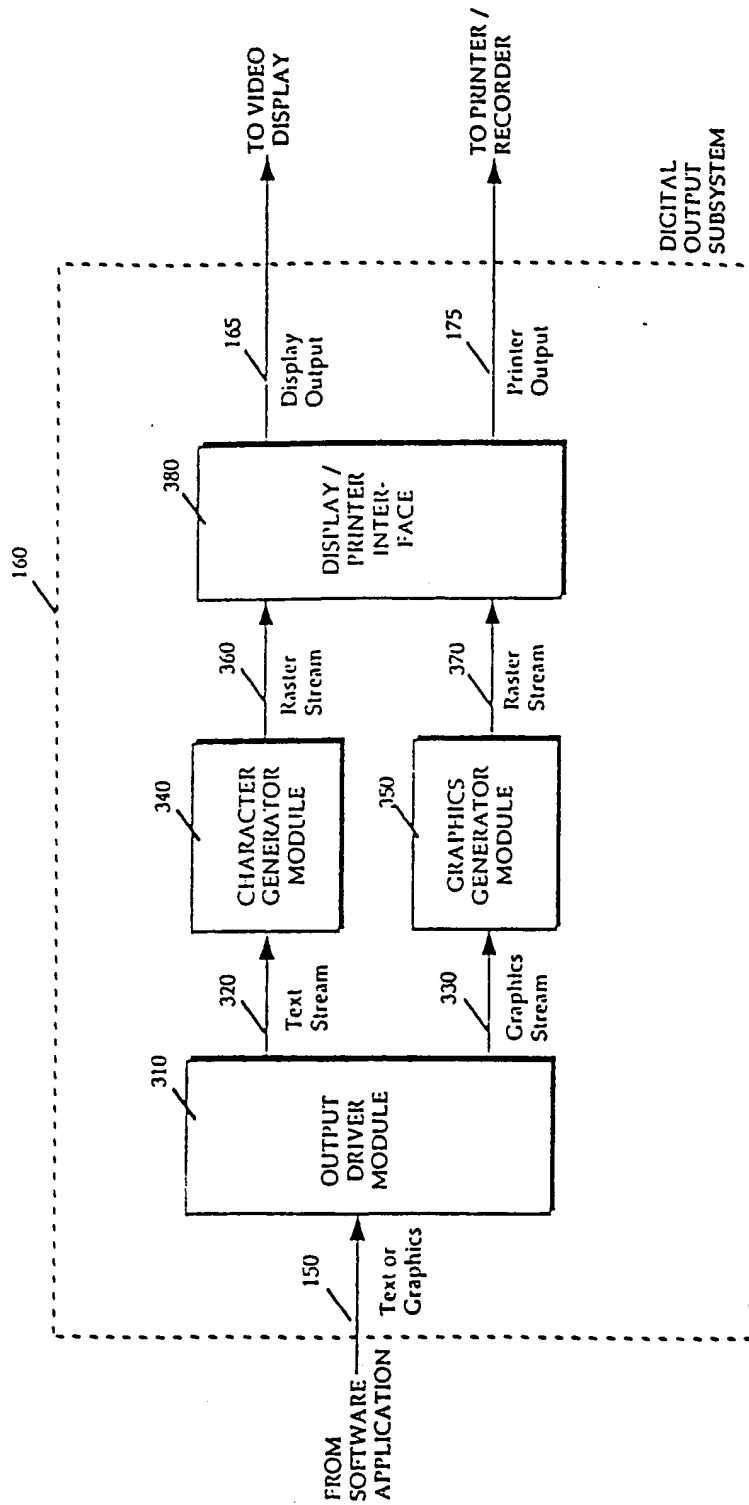 160
FROM
SOFTWARE
APPLICATION
150
Text or
Graphics
310
OUTPUT
DRIVER
MODULE
320
Text
Stream
330
Graphics
Stream
340
CHARACTER
GENERATOR
MODULE
350
GRAPHICS
GENERATOR
MODULE
360
Raster
Stream
370
Raster
Stream
380
DISPLAY /
PRINTER
INTER-
FACE
165
Display
Output
175
Printer
Output
TO VIDEO
DISPLAY
TO PRINTER /
RECORDER
DIGITAL
OUTPUT
SUBSYSTEM